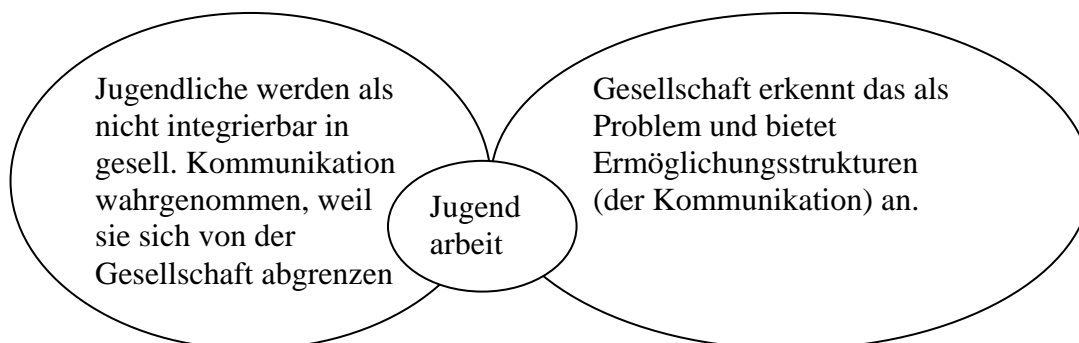 Jugendliche werden als
nicht integrierbar in
gesell. Kommunikation
wahrgenommen, weil
sie sich von der
Gesellschaft abgrenzen
Jugend
arbeit
Gesellschaft erkennt das als
Problem und bietet
Ermöglichungsstrukturen
(der Kommunikation) an.